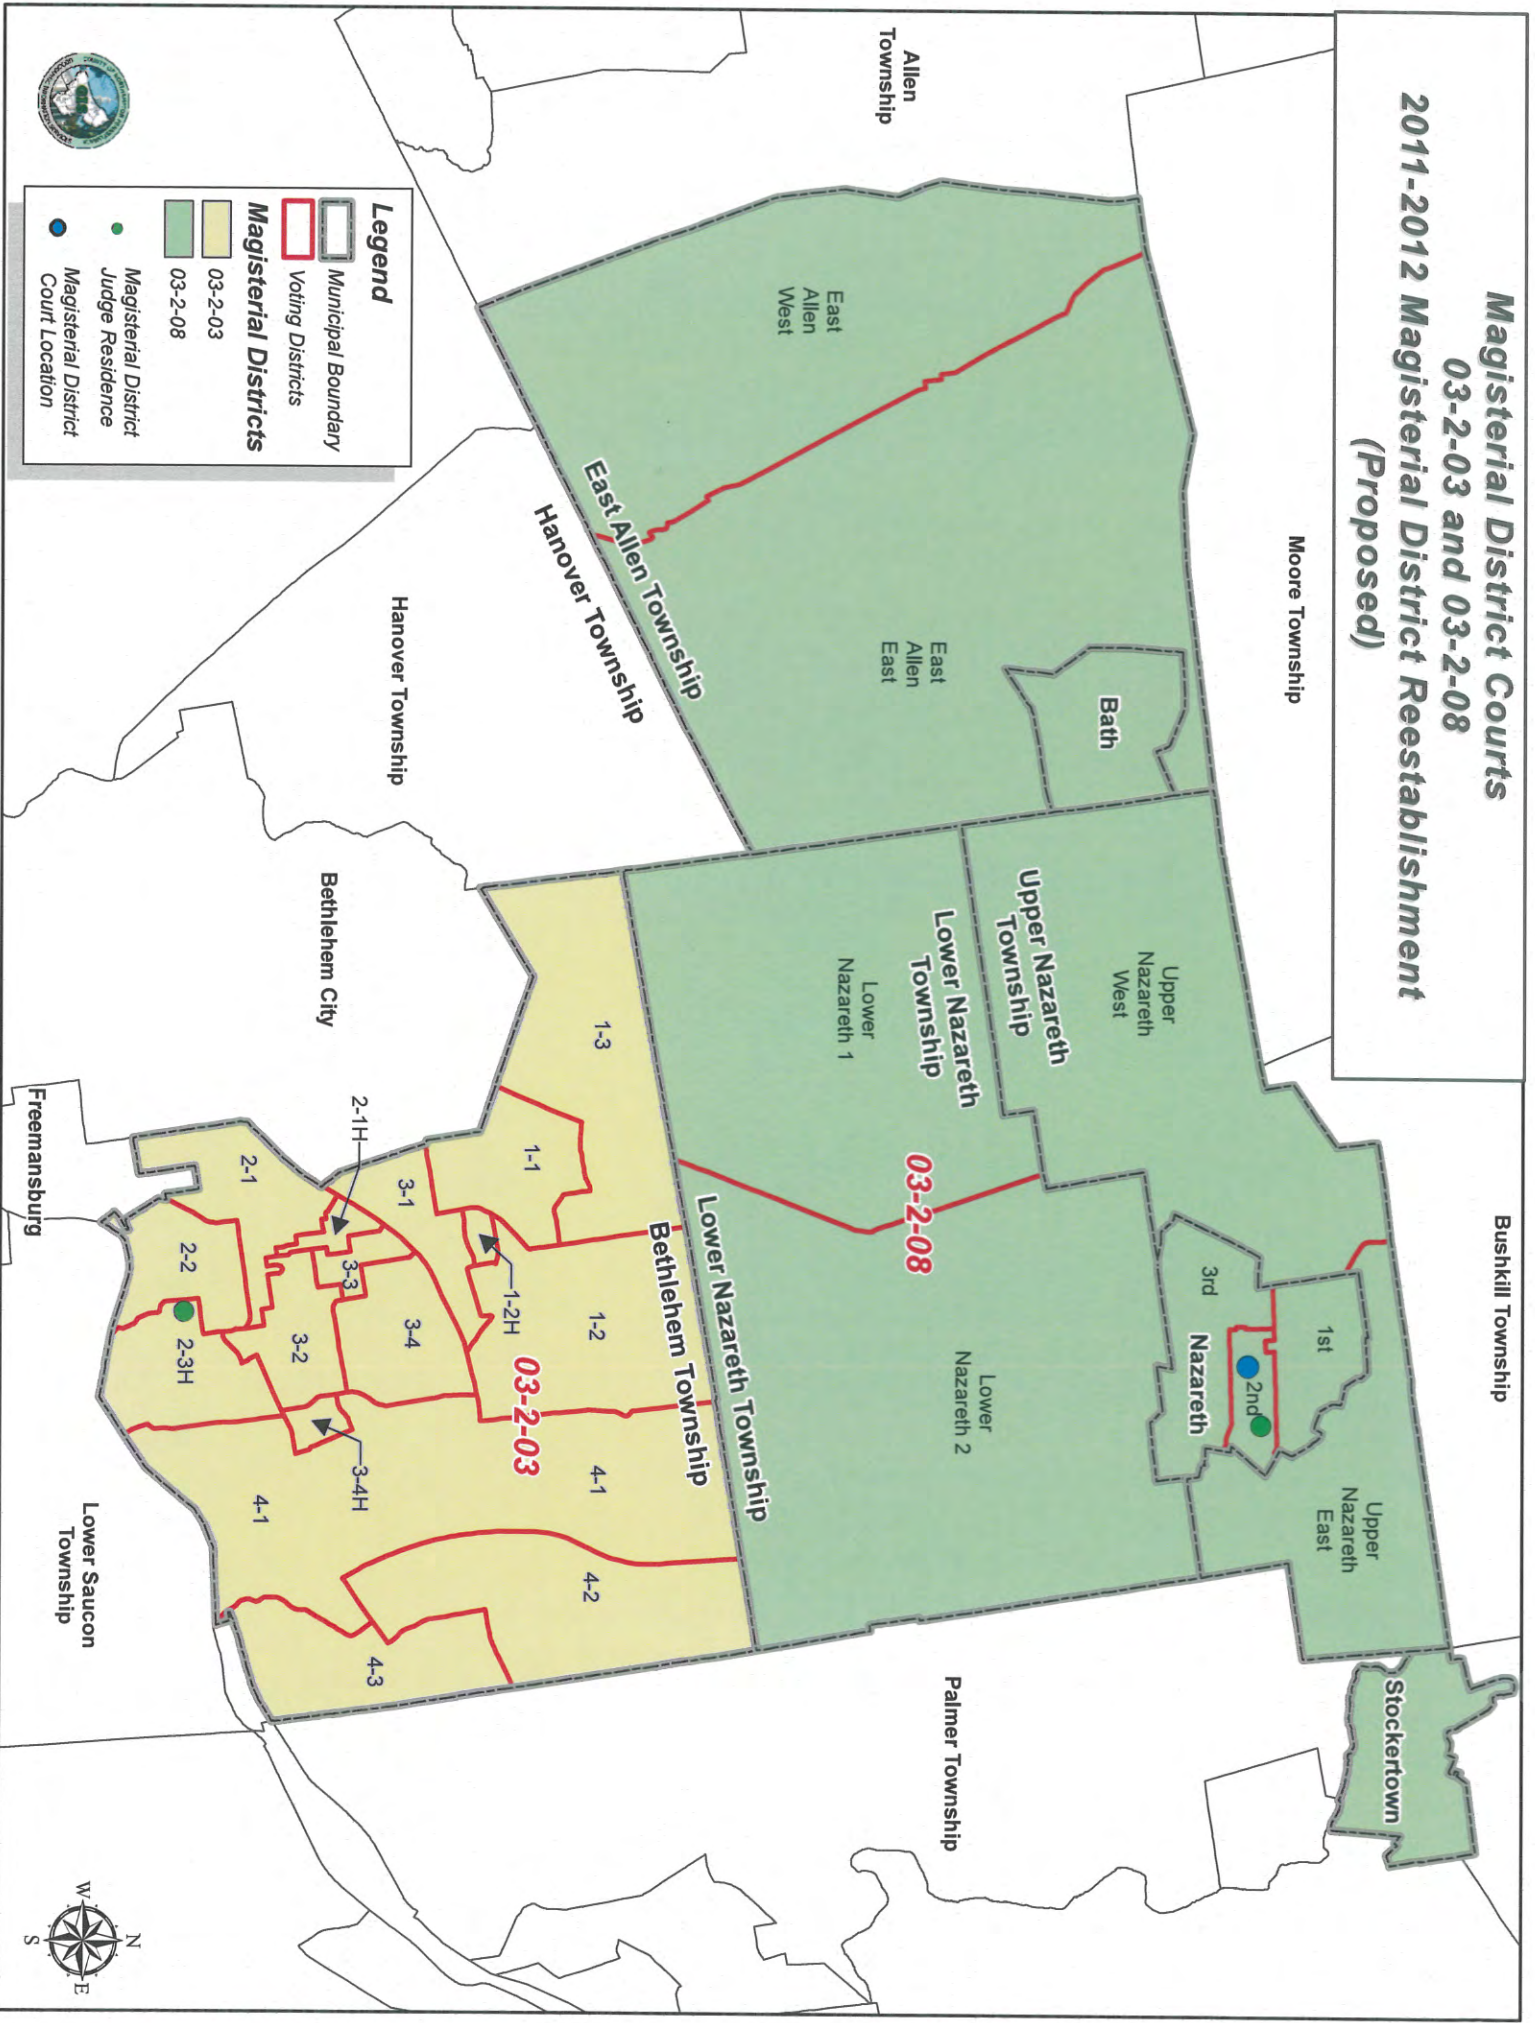 Magisterial District Courts
03-2-03 and 03-2-08
2011-2012 Magisterial District Reestablishment
(Proposed)
Moore Township
Bushkill Township
Allen
Township
East
Allen
West
East
Allen
East
Bath
East Allen Township
Hanover Township
Hanover Township
Upper
Nazareth
West
Upper Nazareth
Township
Lower Nazareth
Township
Lower
Nazareth 1
03-2-08
Lower
Nazareth 2
3rd
1st
2nd
Nazareth
Upper
Nazareth
East
Stockertown
Palmer Township
Lower Nazareth Township
Bethlehem Township
Bethlehem City
1-3
1-1
1-2
1-2H
03-2-03
4-1
4-2
3-1
2-1H
3-3
3-4
2-1
3-2
3-4H
2-2
2-3H
4-1
4-3
Freemansburg
Lower Saucon
Township
Legend
Municipal Boundary
Voting Districts
Magisterial Districts
03-2-03
03-2-08
Magisterial District
Judge Residence
Magisterial District
Court Location
N
W
E
S